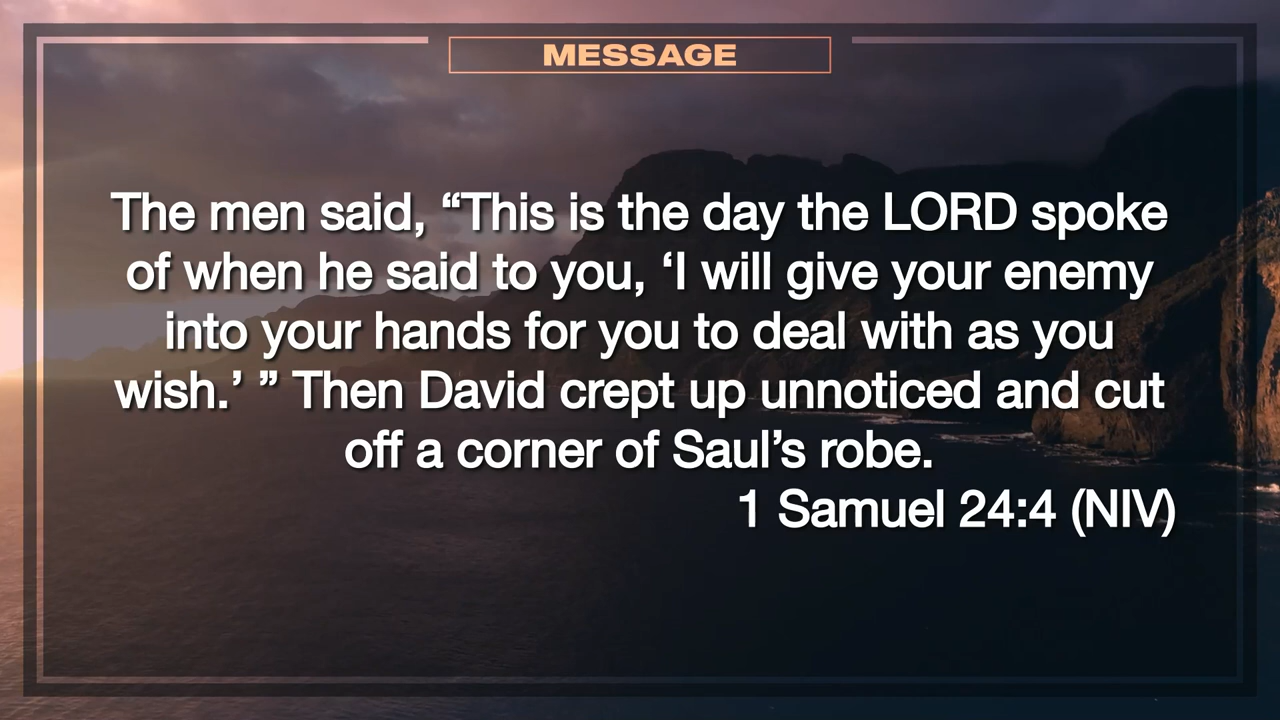 MESSAGE
The men said, “This is the day the LORD spoke
of when he said to you, ‘I will give your enemy
into your hands for you to deal with as you
wish.’ ” Then David crept up unnoticed and cut
off a corner of Saul’s robe.
1 Samuel 24:4 (NIV)